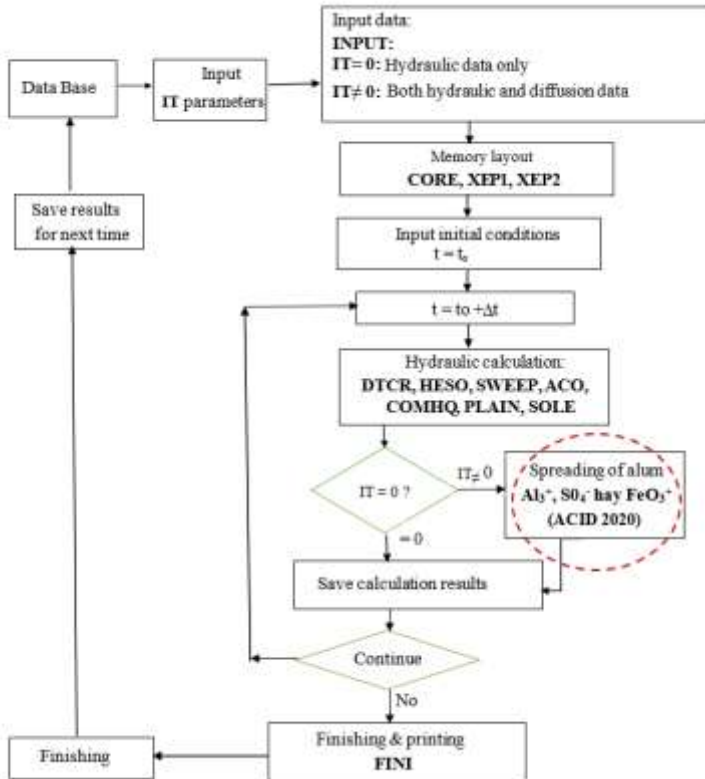 Input data:
INPUT:
IT= 0: Hydraulic data only
IT≠ 0: Both hydraulic and diffusion data
Data Base
Input
IT parameters
Memory layout
CORE, XEP1, XEP2
Save results
for next time
Input initial conditions
t = tₒ
t = to +Δt
Hydraulic calculation:
DTCR, HESO, SWEEP, ACO,
COMHQ, PLAIN, SOLE
IT = 0 ?
IT≠ 0
Spreading of alum
Al₃⁺, S0₄⁻ hay FeO₃⁺
(ACID 2020)
= 0
Save calculation results
Continue
No
Finishing & printing
FINI
Finishing